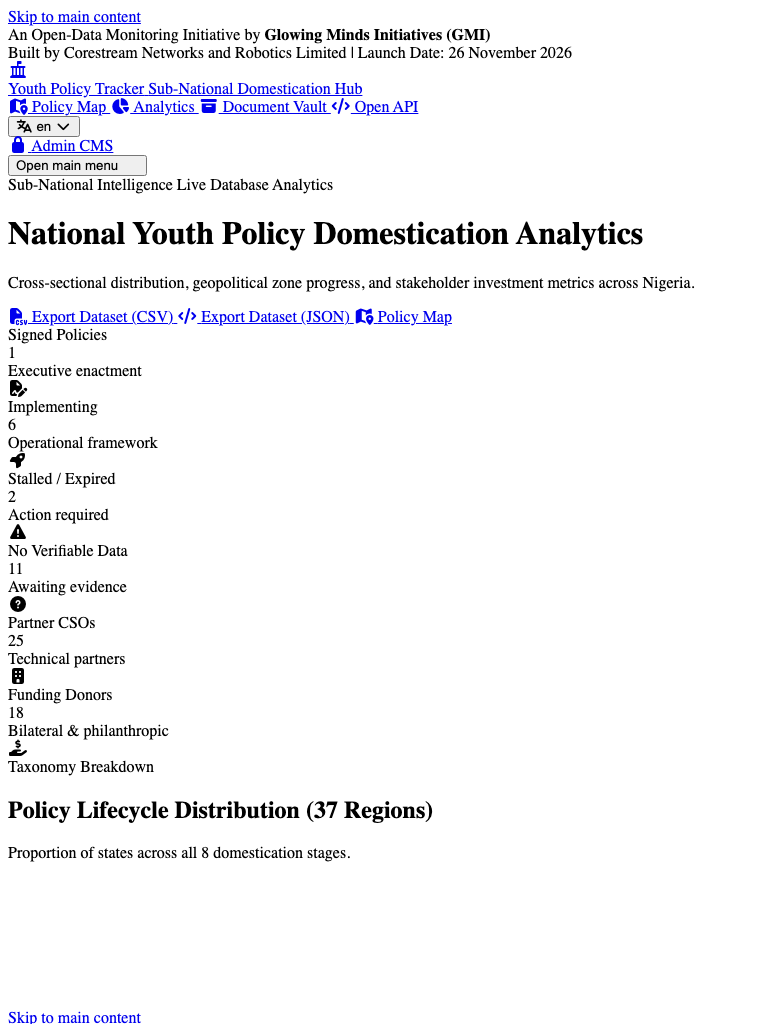 Skip to main content
An Open-Data Monitoring Initiative by Glowing Minds Initiatives (GMI)
Built by Corestream Networks and Robotics Limited | Launch Date: 26 November 2026
Youth Policy Tracker Sub-National Domestication Hub
Policy Map Analytics Document Vault Open API
en
Admin CMS
Open main menu
Sub-National Intelligence Live Database Analytics
National Youth Policy Domestication Analytics
Cross-sectional distribution, geopolitical zone progress, and stakeholder investment metrics across Nigeria.
Export Dataset (CSV) Export Dataset (JSON) Policy Map
Signed Policies
1
Executive enactment
Implementing
6
Operational framework
Stalled / Expired
2
Action required
No Verifiable Data
11
Awaiting evidence
Partner CSOs
25
Technical partners
Funding Donors
18
Bilateral & philanthropic
Taxonomy Breakdown
Policy Lifecycle Distribution (37 Regions)
Proportion of states across all 8 domestication stages.
Skip to main content